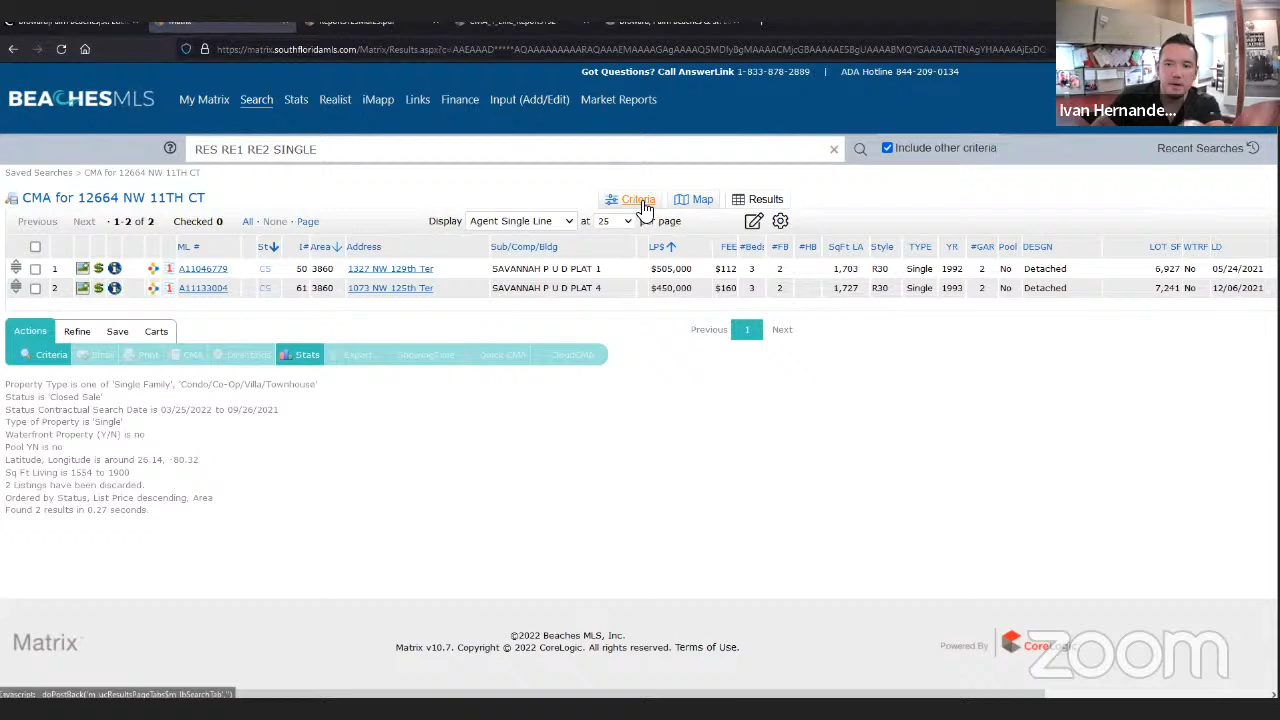 Matrix
https://matrix.southfloridamls.com/Matrix/Results.aspx?c=
Got Questions? Call AnswerLink 1-833-878-2889 | ADA Hotline 844-209-0134
BEACHESMLS
My Matrix Search Stats Realist iMapp Links Finance Input (Add/Edit) Market Reports
Ivan Hernande...
RES RE1 RE2 SINGLE
Include other criteria
Recent Searches
Saved Searches > CMA for 12664 NW 11TH CT
CMA for 12664 NW 11TH CT
Criteria Map Results
Previous Next · 1-2 of 2 Checked 0 All · None · Page
Display Agent Single Line at 25 per page
ML # St I# Area Address Sub/Comp/Bldg LP$ FEE #Beds #FB #HB SqFt LA Style TYPE YR #GAR Pool DESGN LOT SF WTRF LD
1 A11046779 CS 50 3860 1327 NW 129th Ter SAVANNAH P U D PLAT 1 $505,000 $112 3 2 1,703 R30 Single 1992 2 No Detached 6,927 No 05/24/2021
2 A11133004 CS 61 3860 1073 NW 125th Ter SAVANNAH P U D PLAT 4 $450,000 $160 3 2 1,727 R30 Single 1993 2 No Detached 7,241 No 12/06/2021
Actions Refine Save Carts
Previous 1 Next
Criteria Email Print CMA Directions Stats Export ShowingTime Quick CMA CloudCMA
Property Type is one of 'Single Family', 'Condo/Co-Op/Villa/Townhouse'
Status is 'Closed Sale'
Status Contractual Search Date is 03/25/2022 to 09/26/2021
Type of Property is 'Single'
Waterfront Property (Y/N) is no
Pool YN is no
Latitude, Longitude is around 26.14, -80.32
Sq Ft Living is 1554 to 1900
2 Listings have been discarded.
Ordered by Status, List Price descending, Area
Found 2 results in 0.27 seconds.
Matrix
©2022 Beaches MLS, Inc.
Matrix v10.7. Copyright © 2022 CoreLogic. All rights reserved. Terms of Use.
Powered By CoreLogic
zoom